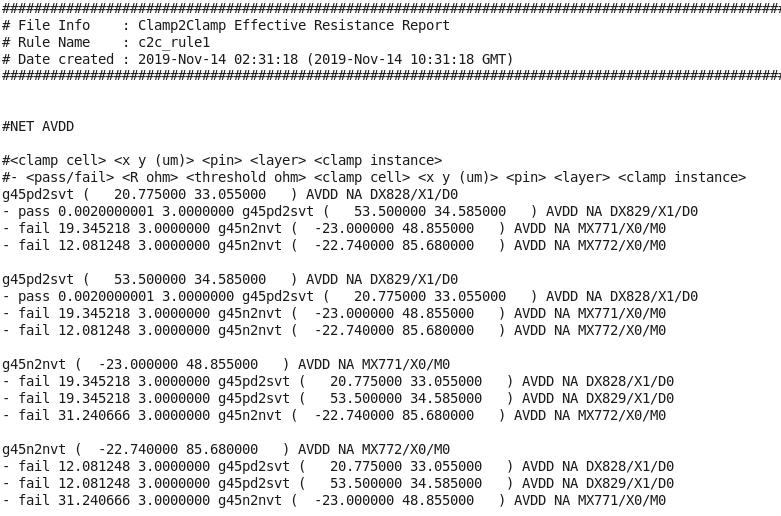 ####################################################################################################
# File Info    : Clamp2Clamp Effective Resistance Report
# Rule Name    : c2c_rule1
# Date created : 2019-Nov-14 02:31:18 (2019-Nov-14 10:31:18 GMT)
####################################################################################################
#NET AVDD
#<clamp cell> <x y (um)> <pin> <layer> <clamp instance>
#- <pass/fail> <R ohm> <threshold ohm> <clamp cell> <x y (um)> <pin> <layer> <clamp instance>
g45pd2svt (   20.775000 33.055000   ) AVDD NA DX828/X1/D0
- pass 0.0020000001 3.0000000 g45pd2svt (   53.500000 34.585000   ) AVDD NA DX829/X1/D0
- fail 19.345218 3.0000000 g45n2nvt (  -23.000000 48.855000   ) AVDD NA MX771/X0/M0
- fail 12.081248 3.0000000 g45n2nvt (  -22.740000 85.680000   ) AVDD NA MX772/X0/M0
g45pd2svt (   53.500000 34.585000   ) AVDD NA DX829/X1/D0
- pass 0.0020000001 3.0000000 g45pd2svt (   20.775000 33.055000   ) AVDD NA DX828/X1/D0
- fail 19.345218 3.0000000 g45n2nvt (  -23.000000 48.855000   ) AVDD NA MX771/X0/M0
- fail 12.081248 3.0000000 g45n2nvt (  -22.740000 85.680000   ) AVDD NA MX772/X0/M0
g45n2nvt (  -23.000000 48.855000   ) AVDD NA MX771/X0/M0
- fail 19.345218 3.0000000 g45pd2svt (   20.775000 33.055000   ) AVDD NA DX828/X1/D0
- fail 19.345218 3.0000000 g45pd2svt (   53.500000 34.585000   ) AVDD NA DX829/X1/D0
- fail 31.240666 3.0000000 g45n2nvt (  -22.740000 85.680000   ) AVDD NA MX772/X0/M0
g45n2nvt (  -22.740000 85.680000   ) AVDD NA MX772/X0/M0
- fail 12.081248 3.0000000 g45pd2svt (   20.775000 33.055000   ) AVDD NA DX828/X1/D0
- fail 12.081248 3.0000000 g45pd2svt (   53.500000 34.585000   ) AVDD NA DX829/X1/D0
- fail 31.240666 3.0000000 g45n2nvt (  -23.000000 48.855000   ) AVDD NA MX771/X0/M0